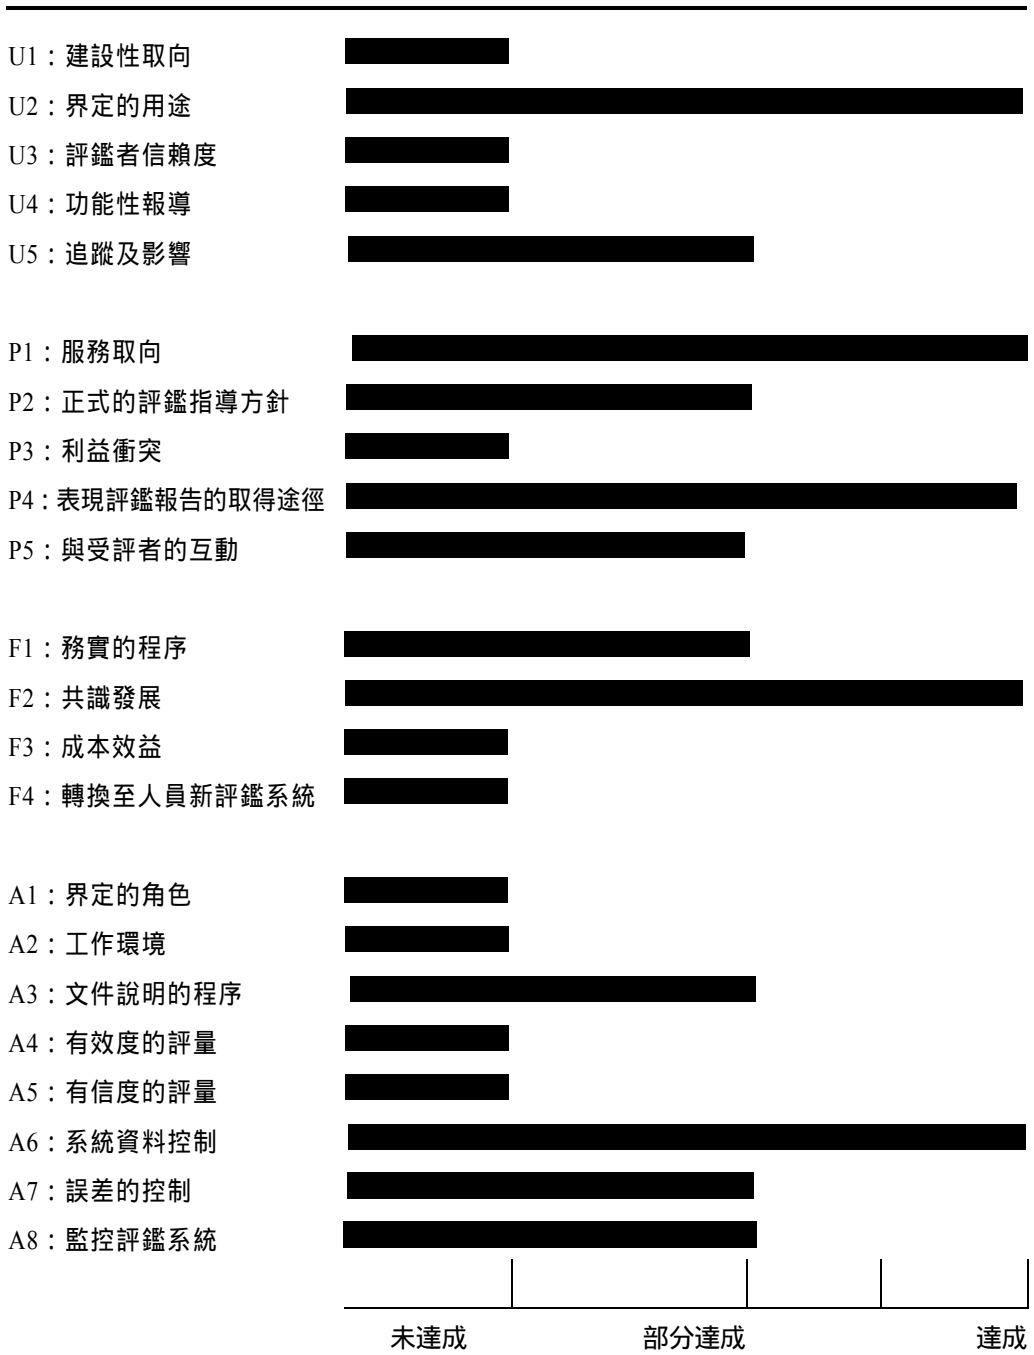 U1：建設性取向
U2：界定的用途
U3：評鑑者信賴度
U4：功能性報導
U5：追蹤及影響
P1：服務取向
P2：正式的評鑑指導方針
P3：利益衝突
P4：表現評鑑報告的取得途徑
P5：與受評者的互動
F1：務實的程序
F2：共識發展
F3：成本效益
F4：轉換至人員新評鑑系統
A1：界定的角色
A2：工作環境
A3：文件說明的程序
A4：有效度的評量
A5：有信度的評量
A6：系統資料控制
A7：誤差的控制
A8：監控評鑑系統
未達成 部分達成 達成